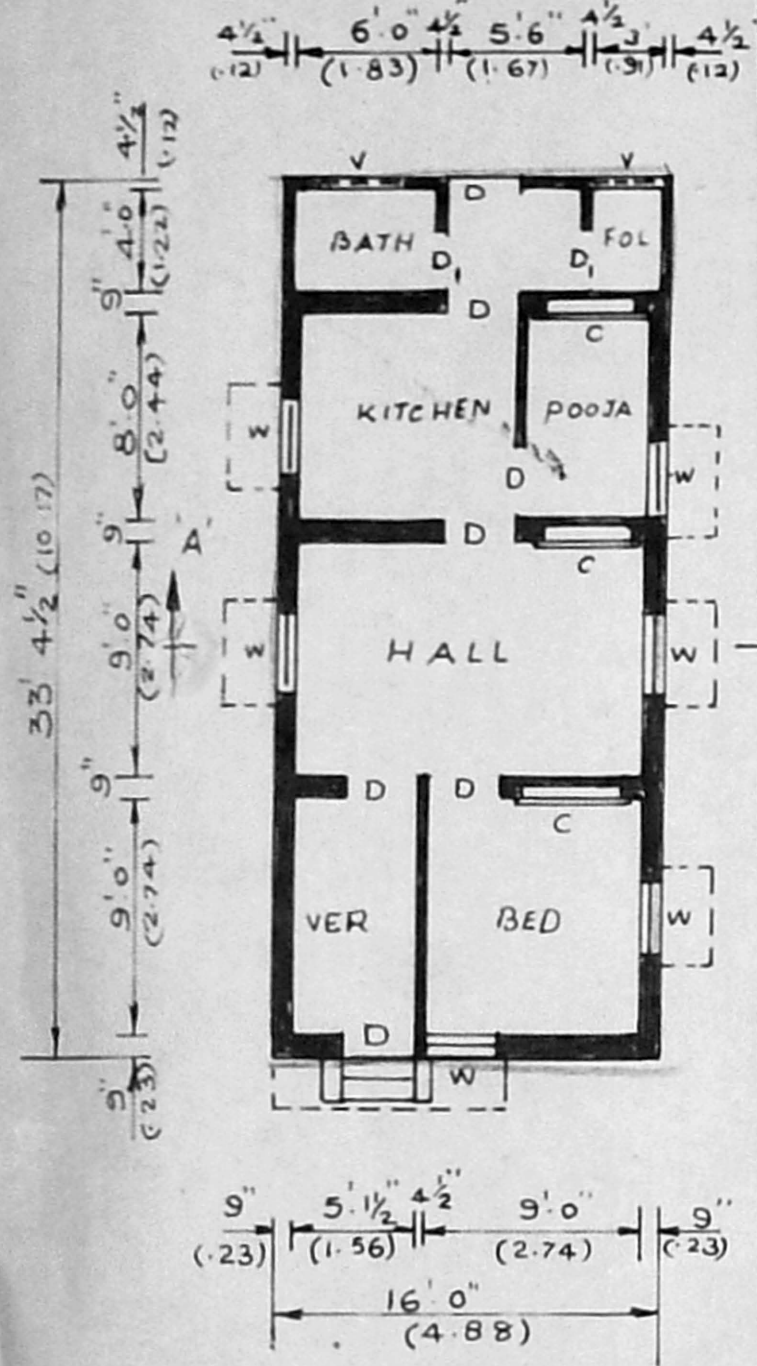 4½" 6'0" 4½" 5'6" 4½ 3' 4½"
(.12) (1.83) (1.67) (.91) (.12)
4½"
(.12)
V V
D
4'0"
(1.22)
BATH D₁ D₁ FOL
9"
D
C
8'0"
(2.44)
W KITCHEN POOJA
D W
9"
D
C
'A'
33' 4½" (10.17)
9'0"
(2.74)
W HALL W
9"
D D
C
9'0"
(2.74)
VER BED W
D
W
9"
(.23)
9" 5'.1½" 4½" 9'0" 9"
(.23) (1.56) (2.74) (.23)
16'0"
(4.88)